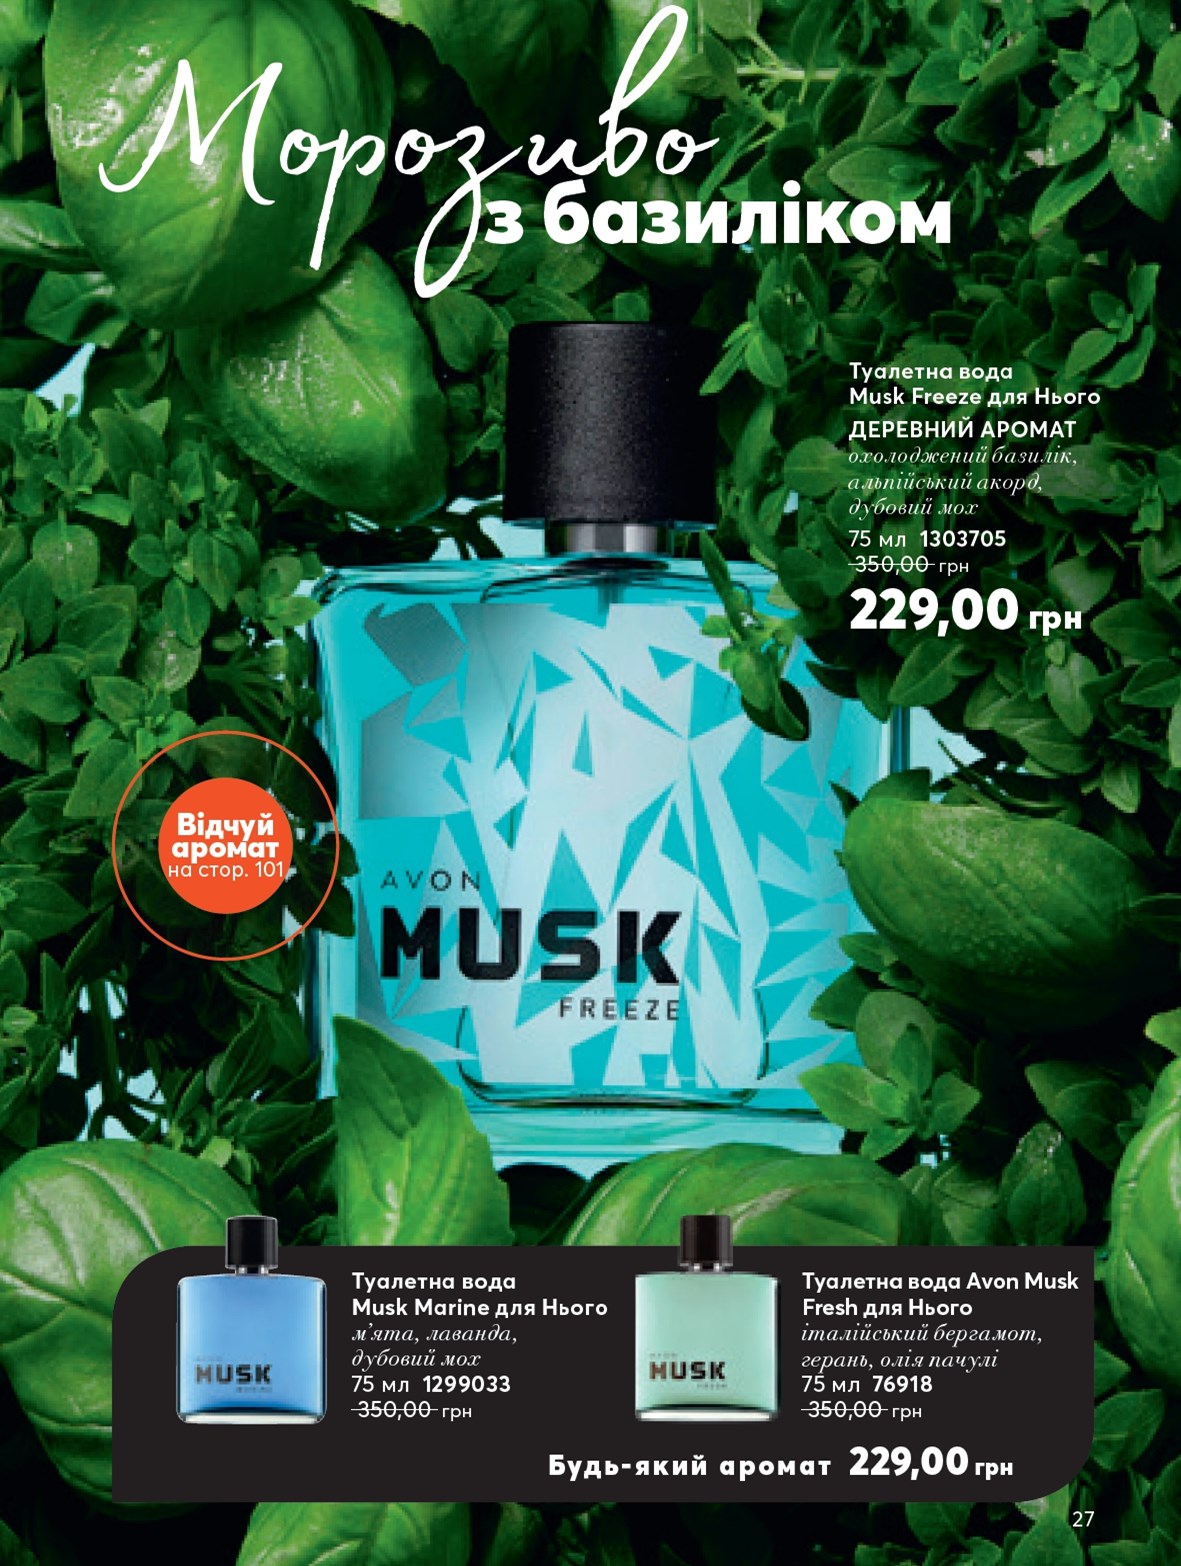 Морозиво
з базиліком
Туалетна вода
Musk Freeze для Нього
ДЕРЕВНИЙ АРОМАТ
охолоджений базилік,
альпійський акорд,
дубовий мох
75 мл 1303705
350,00 грн
229,00 грн
Відчуй
аромат
на стор. 101
AVON
MUSK
FREEZE
Туалетна вода
Musk Marine для Нього
м'ята, лаванда,
дубовий мох
75 мл 1299033
350,00 грн
AVON
MUSK
MARINE
Туалетна вода Avon Musk
Fresh для Нього
італійський бергамот,
герань, олія пачулі
75 мл 76918
350,00 грн
AVON
MUSK
FRESH
Будь-який аромат 229,00 грн
27